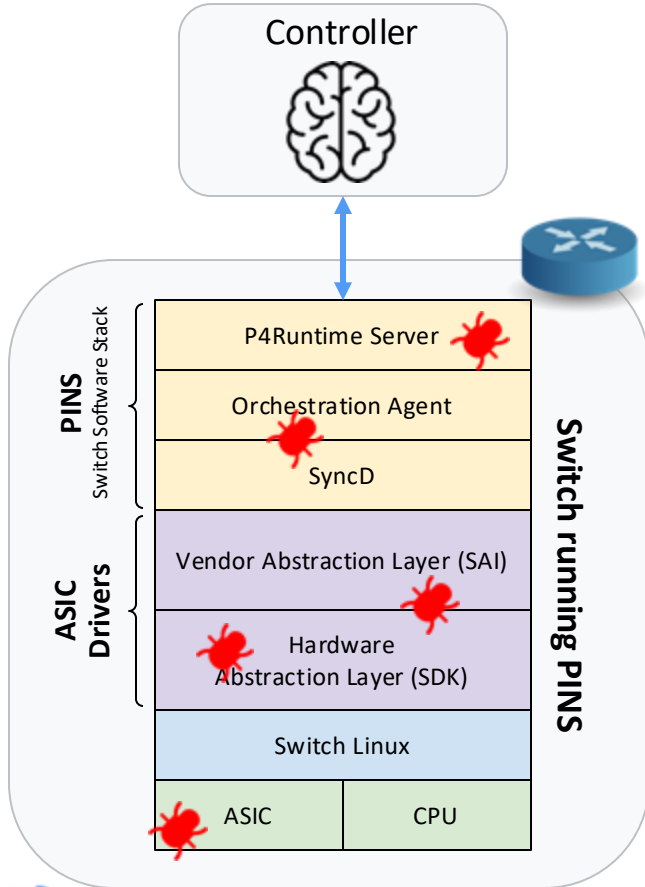 Controller
P4Runtime Server
Orchestration Agent
SyncD
PINS
Switch Software Stack
Vendor Abstraction Layer (SAI)
Hardware
Abstraction Layer (SDK)
ASIC
Drivers
Switch Linux
ASIC
CPU
Switch running PINS